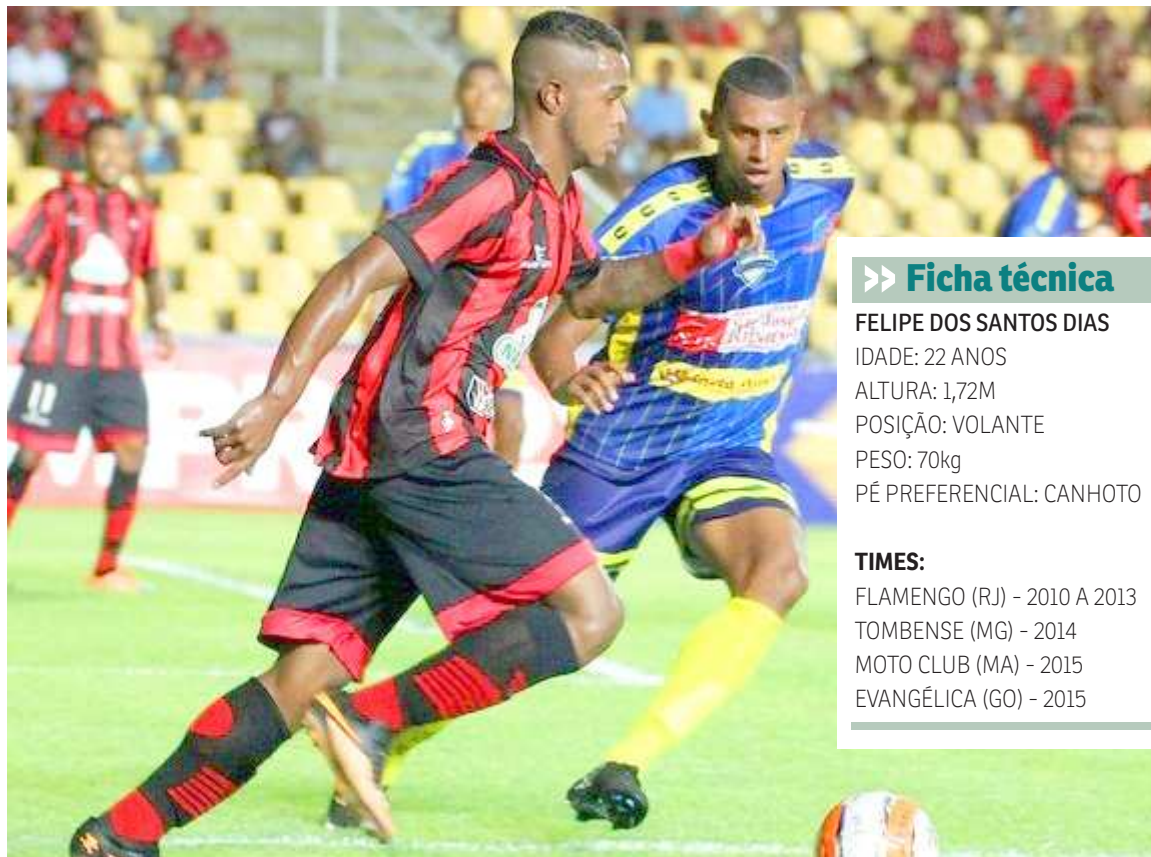 >> Ficha técnica
FELIPE DOS SANTOS DIAS
IDADE: 22 ANOS
ALTURA: 1,72M
POSIÇÃO: VOLANTE
PESO: 70kg
PÉ PREFERENCIAL: CANHOTO
TIMES:
FLAMENGO (RJ) - 2010 A 2013
TOMBENSE (MG) - 2014
MOTO CLUB (MA) - 2015
EVANGÉLICA (GO) - 2015
11